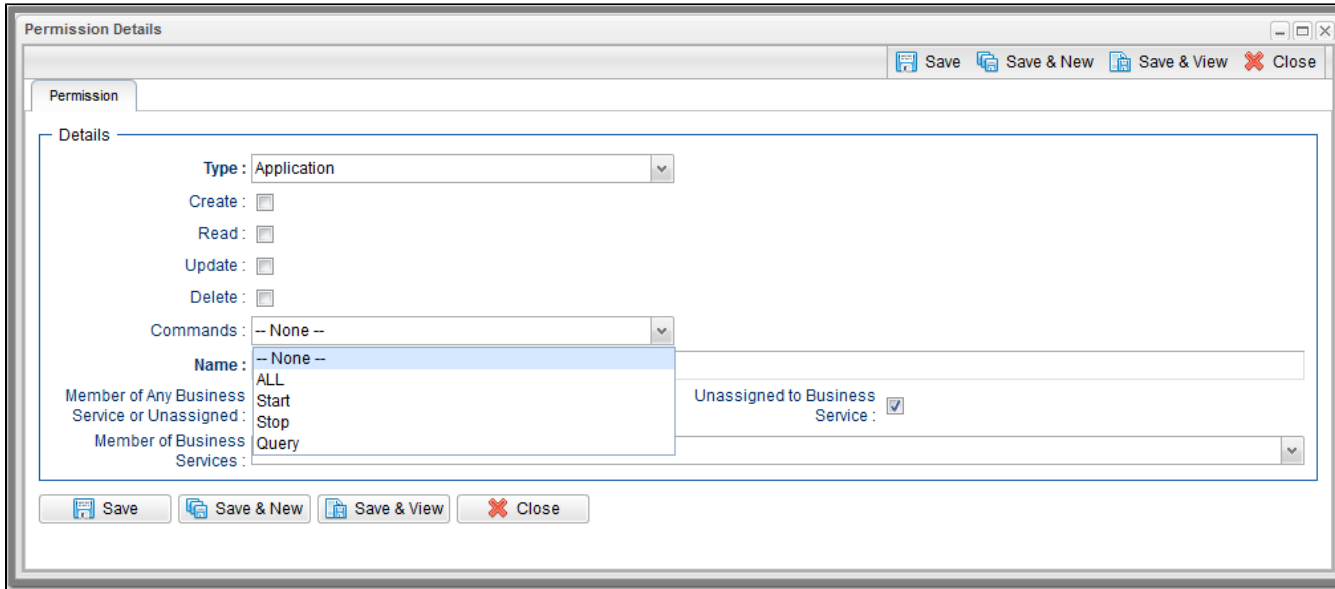 Permission Details
Save Save & New Save & View Close
Permission
Details
Type : Application
Create :
Read :
Update :
Delete :
Commands : -- None --
Name :
-- None --
ALL
Start
Stop
Query
Member of Any Business
Service or Unassigned :
Unassigned to Business
Service :
Member of Business
Services :
Save Save & New Save & View Close